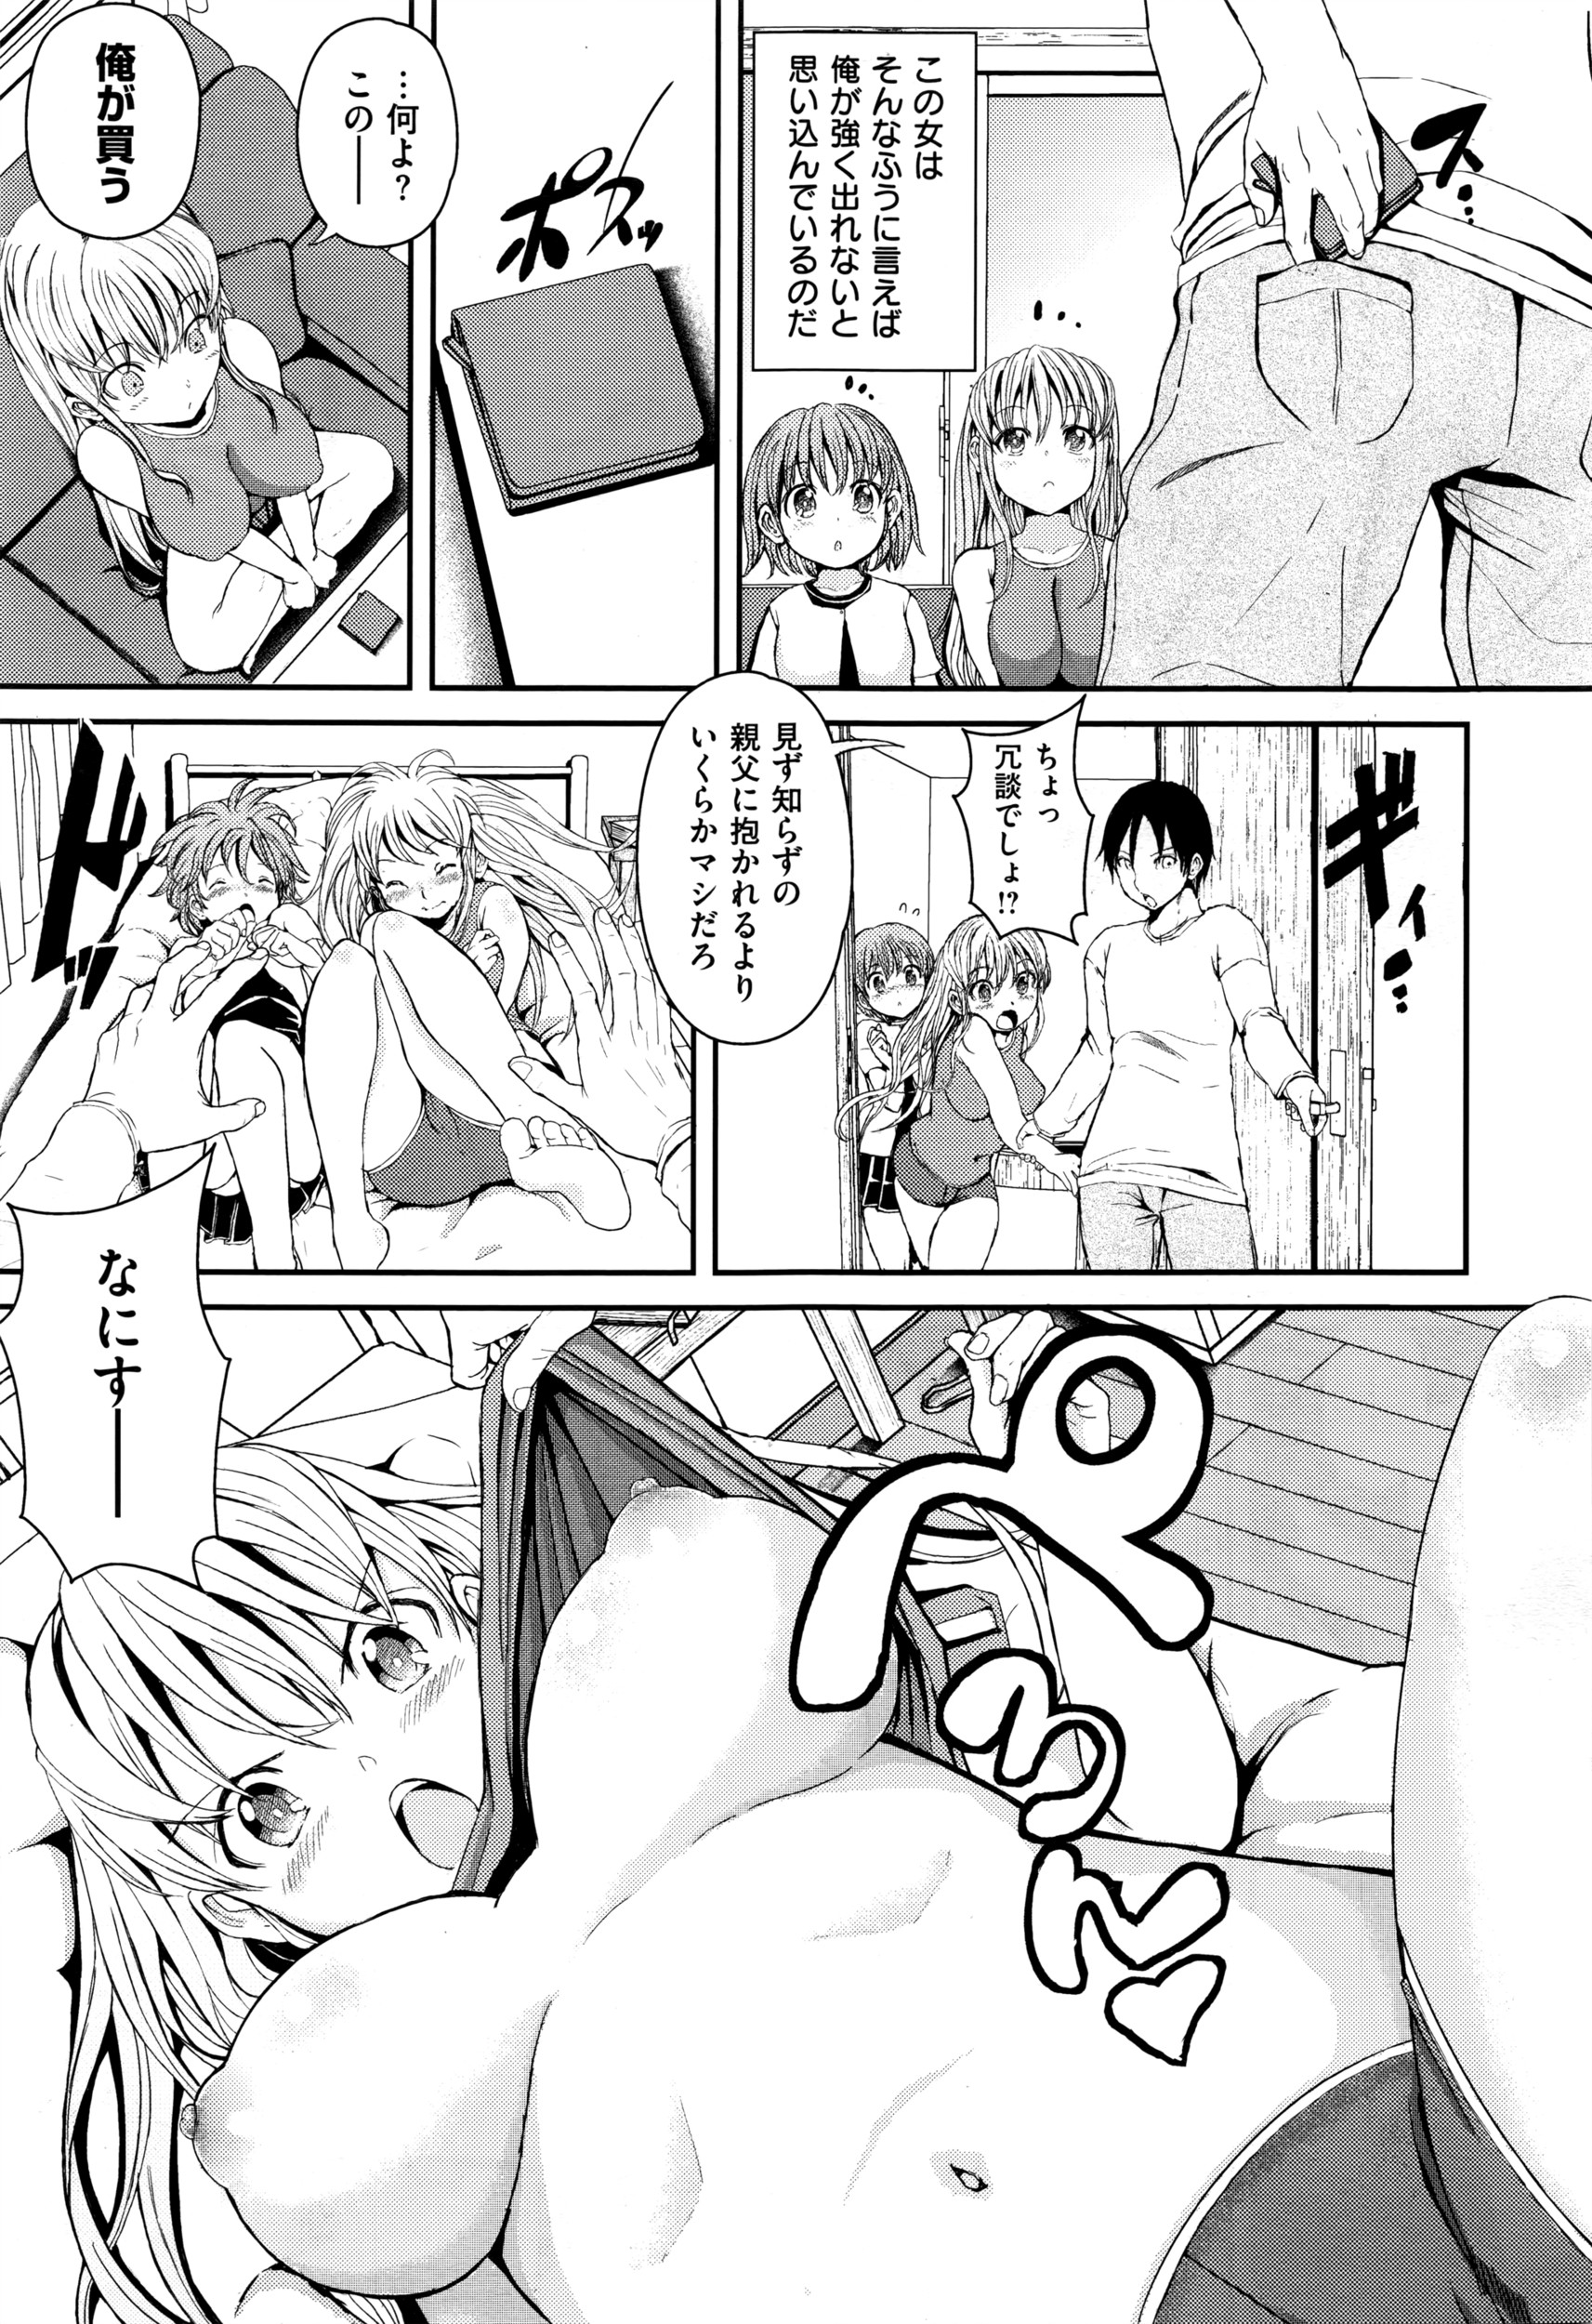 この女は
そんなふうに言えば
俺が強く出れないと
思い込んでいるのだ
ス…
ポスッ
…何よ?
この──
俺が買う
ギィ…
ちょっ
冗談でしょ!?
見ず知らずの
親父に抱かれるより
いくらかマシだろ
ドッ
なにす──
ペろん♡